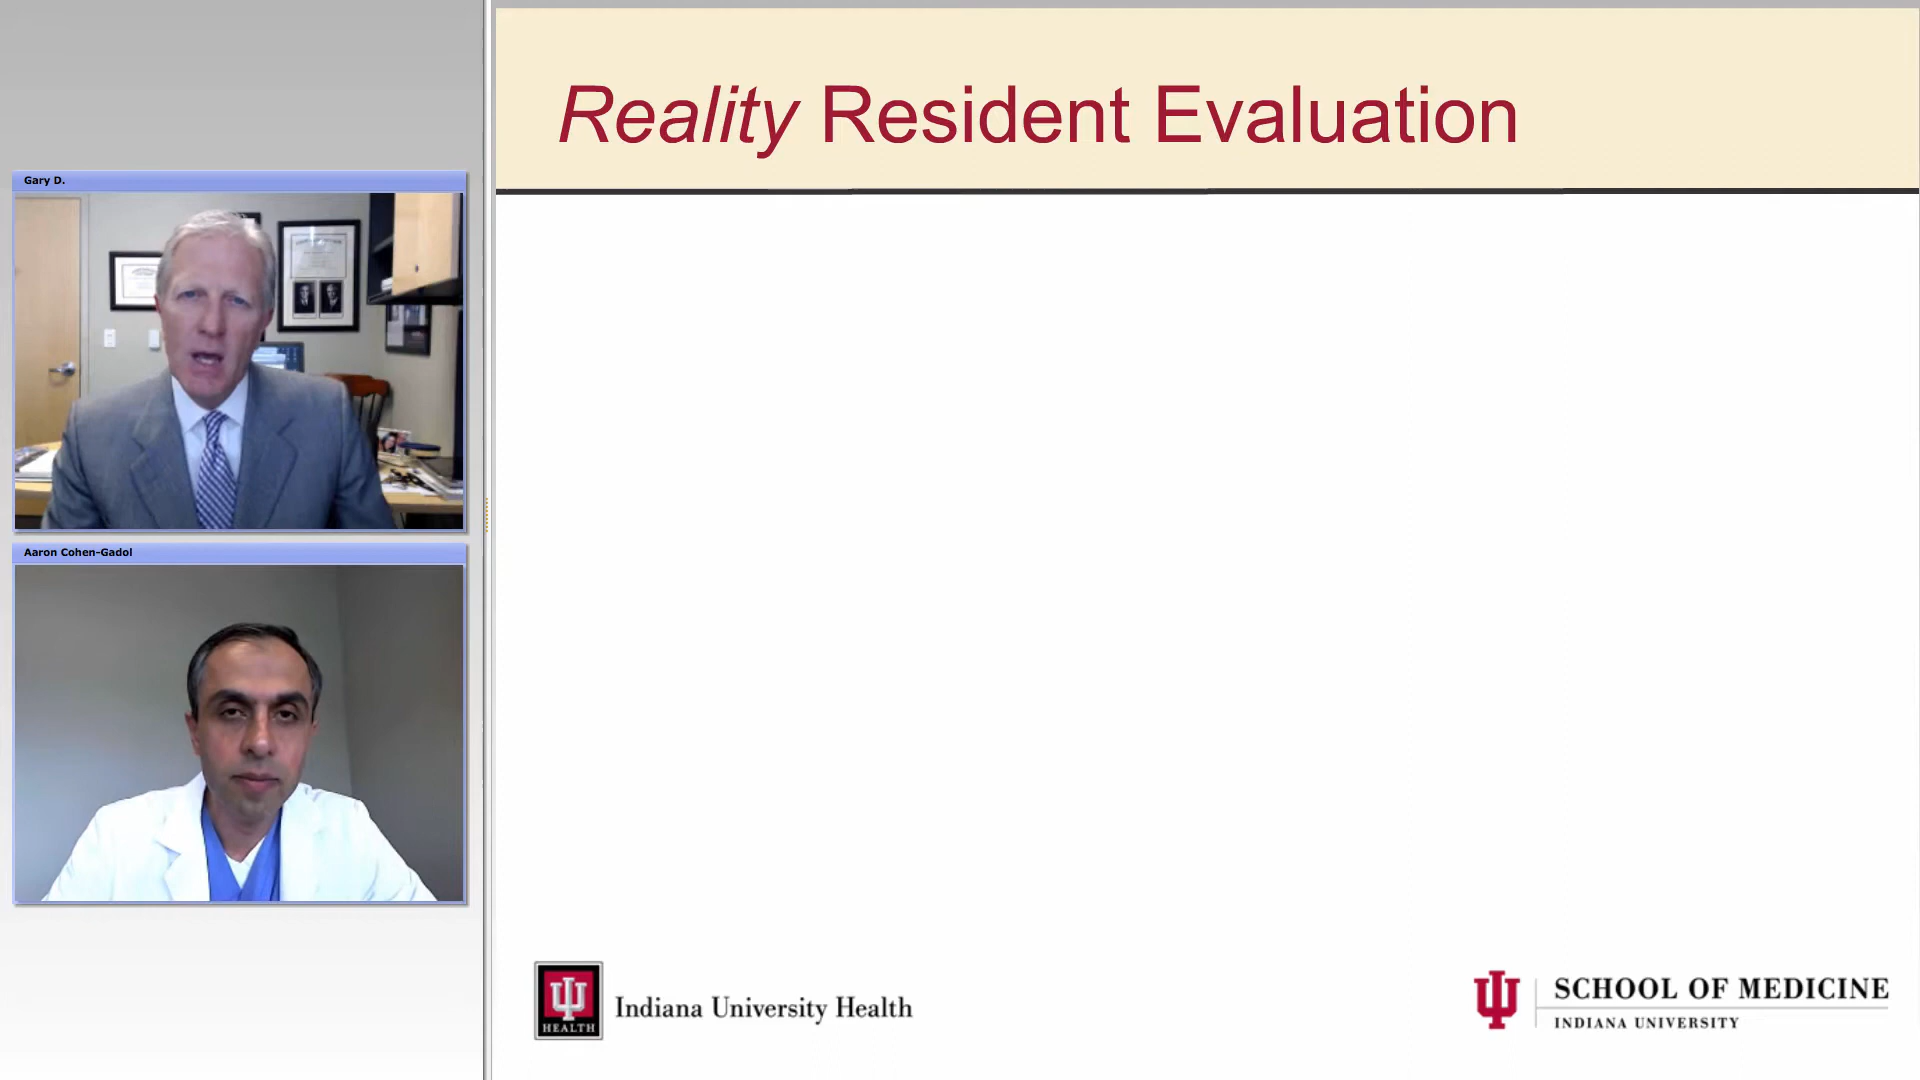 Reality Resident Evaluation
Gary D.
Aaron Cohen-Gadol
HEALTH
Indiana University Health
SCHOOL OF MEDICINE
INDIANA UNIVERSITY